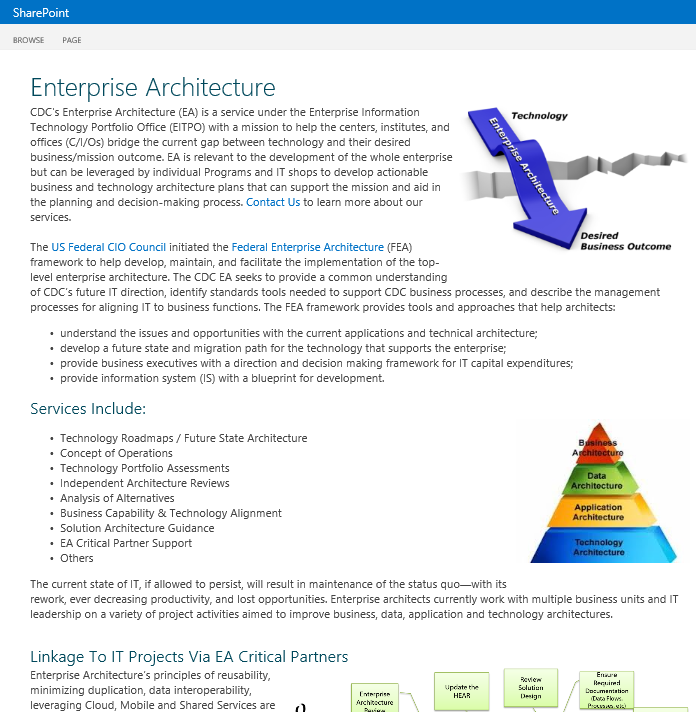 SharePoint
BROWSE PAGE
Enterprise Architecture
CDC's Enterprise Architecture (EA) is a service under the Enterprise Information
Technology Portfolio Office (EITPO) with a mission to help the centers, institutes, and
offices (C/I/Os) bridge the current gap between technology and their desired
business/mission outcome. EA is relevant to the development of the whole enterprise
but can be leveraged by individual Programs and IT shops to develop actionable
business and technology architecture plans that can support the mission and aid in
the planning and decision-making process. Contact Us to learn more about our
services.
Technology
Enterprise Architecture
Desired
Business Outcome
The US Federal CIO Council initiated the Federal Enterprise Architecture (FEA)
framework to help develop, maintain, and facilitate the implementation of the top-
level enterprise architecture. The CDC EA seeks to provide a common understanding
of CDC's future IT direction, identify standards tools needed to support CDC business processes, and describe the management
processes for aligning IT to business functions. The FEA framework provides tools and approaches that help architects:
• understand the issues and opportunities with the current applications and technical architecture;
• develop a future state and migration path for the technology that supports the enterprise;
• provide business executives with a direction and decision making framework for IT capital expenditures;
• provide information system (IS) with a blueprint for development.
Services Include:
• Technology Roadmaps / Future State Architecture
• Concept of Operations
• Technology Portfolio Assessments
• Independent Architecture Reviews
• Analysis of Alternatives
• Business Capability & Technology Alignment
• Solution Architecture Guidance
• EA Critical Partner Support
• Others
Business
Architecture
Data
Architecture
Application
Architecture
Technology
Architecture
The current state of IT, if allowed to persist, will result in maintenance of the status quo—with its
rework, ever decreasing productivity, and lost opportunities. Enterprise architects currently work with multiple business units and IT
leadership on a variety of project activities aimed to improve business, data, application and technology architectures.
Linkage To IT Projects Via EA Critical Partners
Enterprise Architecture's principles of reusability,
minimizing duplication, data interoperability,
leveraging Cloud, Mobile and Shared Services are
Enterprise
Architecture
Review
Update the
HEAR
Review
Solution
Design
Ensure
Required
Documentation
(Data Flows,
Processes, etc)